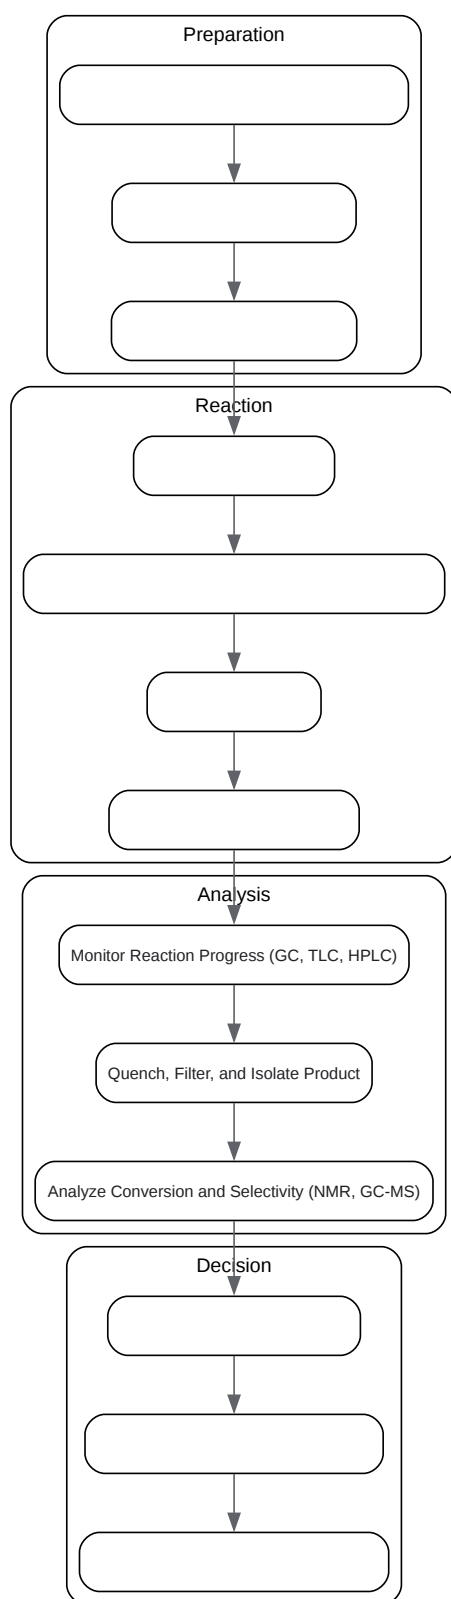 Preparation
Reaction
Analysis
Monitor Reaction Progress (GC, TLC, HPLC)
Quench, Filter, and Isolate Product
Analyze Conversion and Selectivity (NMR, GC-MS)
Decision